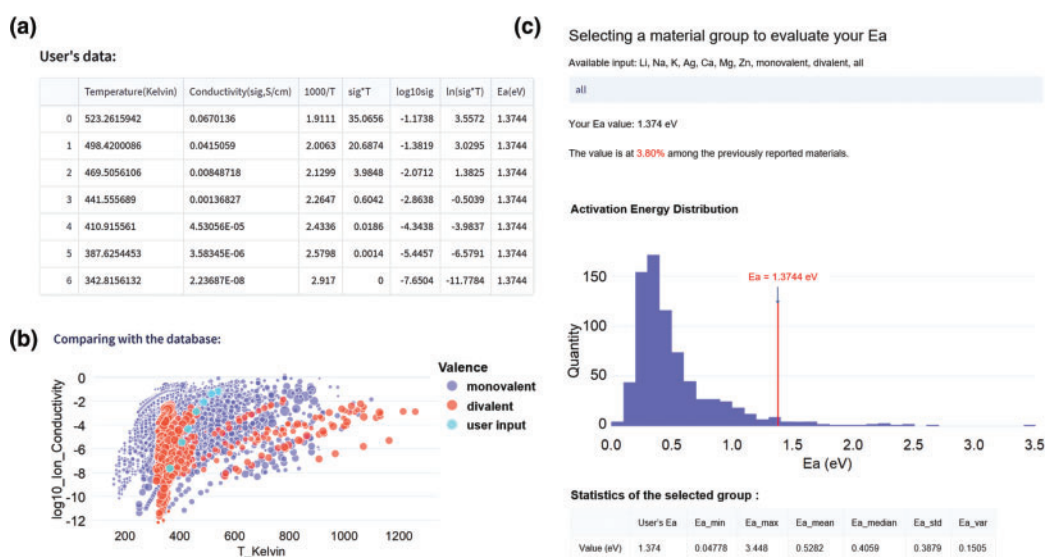 (a)
User's data:
Temperature(Kelvin) Conductivity(sig,S/cm) 1000/T sig*T log10sig ln(sig*T) Ea(eV)
0 523.2615942 0.0670136 1.9111 35.0656 -1.1738 3.5572 1.3744
1 498.4200086 0.0415059 2.0063 20.6874 -1.3819 3.0295 1.3744
2 469.5056106 0.00848718 2.1299 3.9848 -2.0712 1.3825 1.3744
3 441.555689 0.00136827 2.2647 0.6042 -2.8638 -0.5039 1.3744
4 410.915561 4.53056E-05 2.4336 0.0186 -4.3438 -3.9837 1.3744
5 387.6254453 3.58345E-06 2.5798 0.0014 -5.4457 -6.5791 1.3744
6 342.8156132 2.23687E-08 2.917 0 -7.6504 -11.7784 1.3744
(b) Comparing with the database:
log10_Ion_Conductivity
0
-2
-4
-6
-8
-10
-12
200 400 600 800 1000 1200
T_Kelvin
Valence
monovalent
divalent
user input
(c)
Selecting a material group to evaluate your Ea
Available input: Li, Na, K, Ag, Ca, Mg, Zn, monovalent, divalent, all
all
Your Ea value: 1.374 eV
The value is at 3.80% among the previously reported materials.
Activation Energy Distribution
Ea = 1.3744 eV
Quantity
150
100
50
0
0.0 0.5 1.0 1.5 2.0 2.5 3.0 3.5
Ea (eV)
Statistics of the selected group :
User's Ea Ea_min Ea_max Ea_mean Ea_median Ea_std Ea_var
Value (eV) 1.374 0.04778 3.448 0.5282 0.4059 0.3879 0.1505